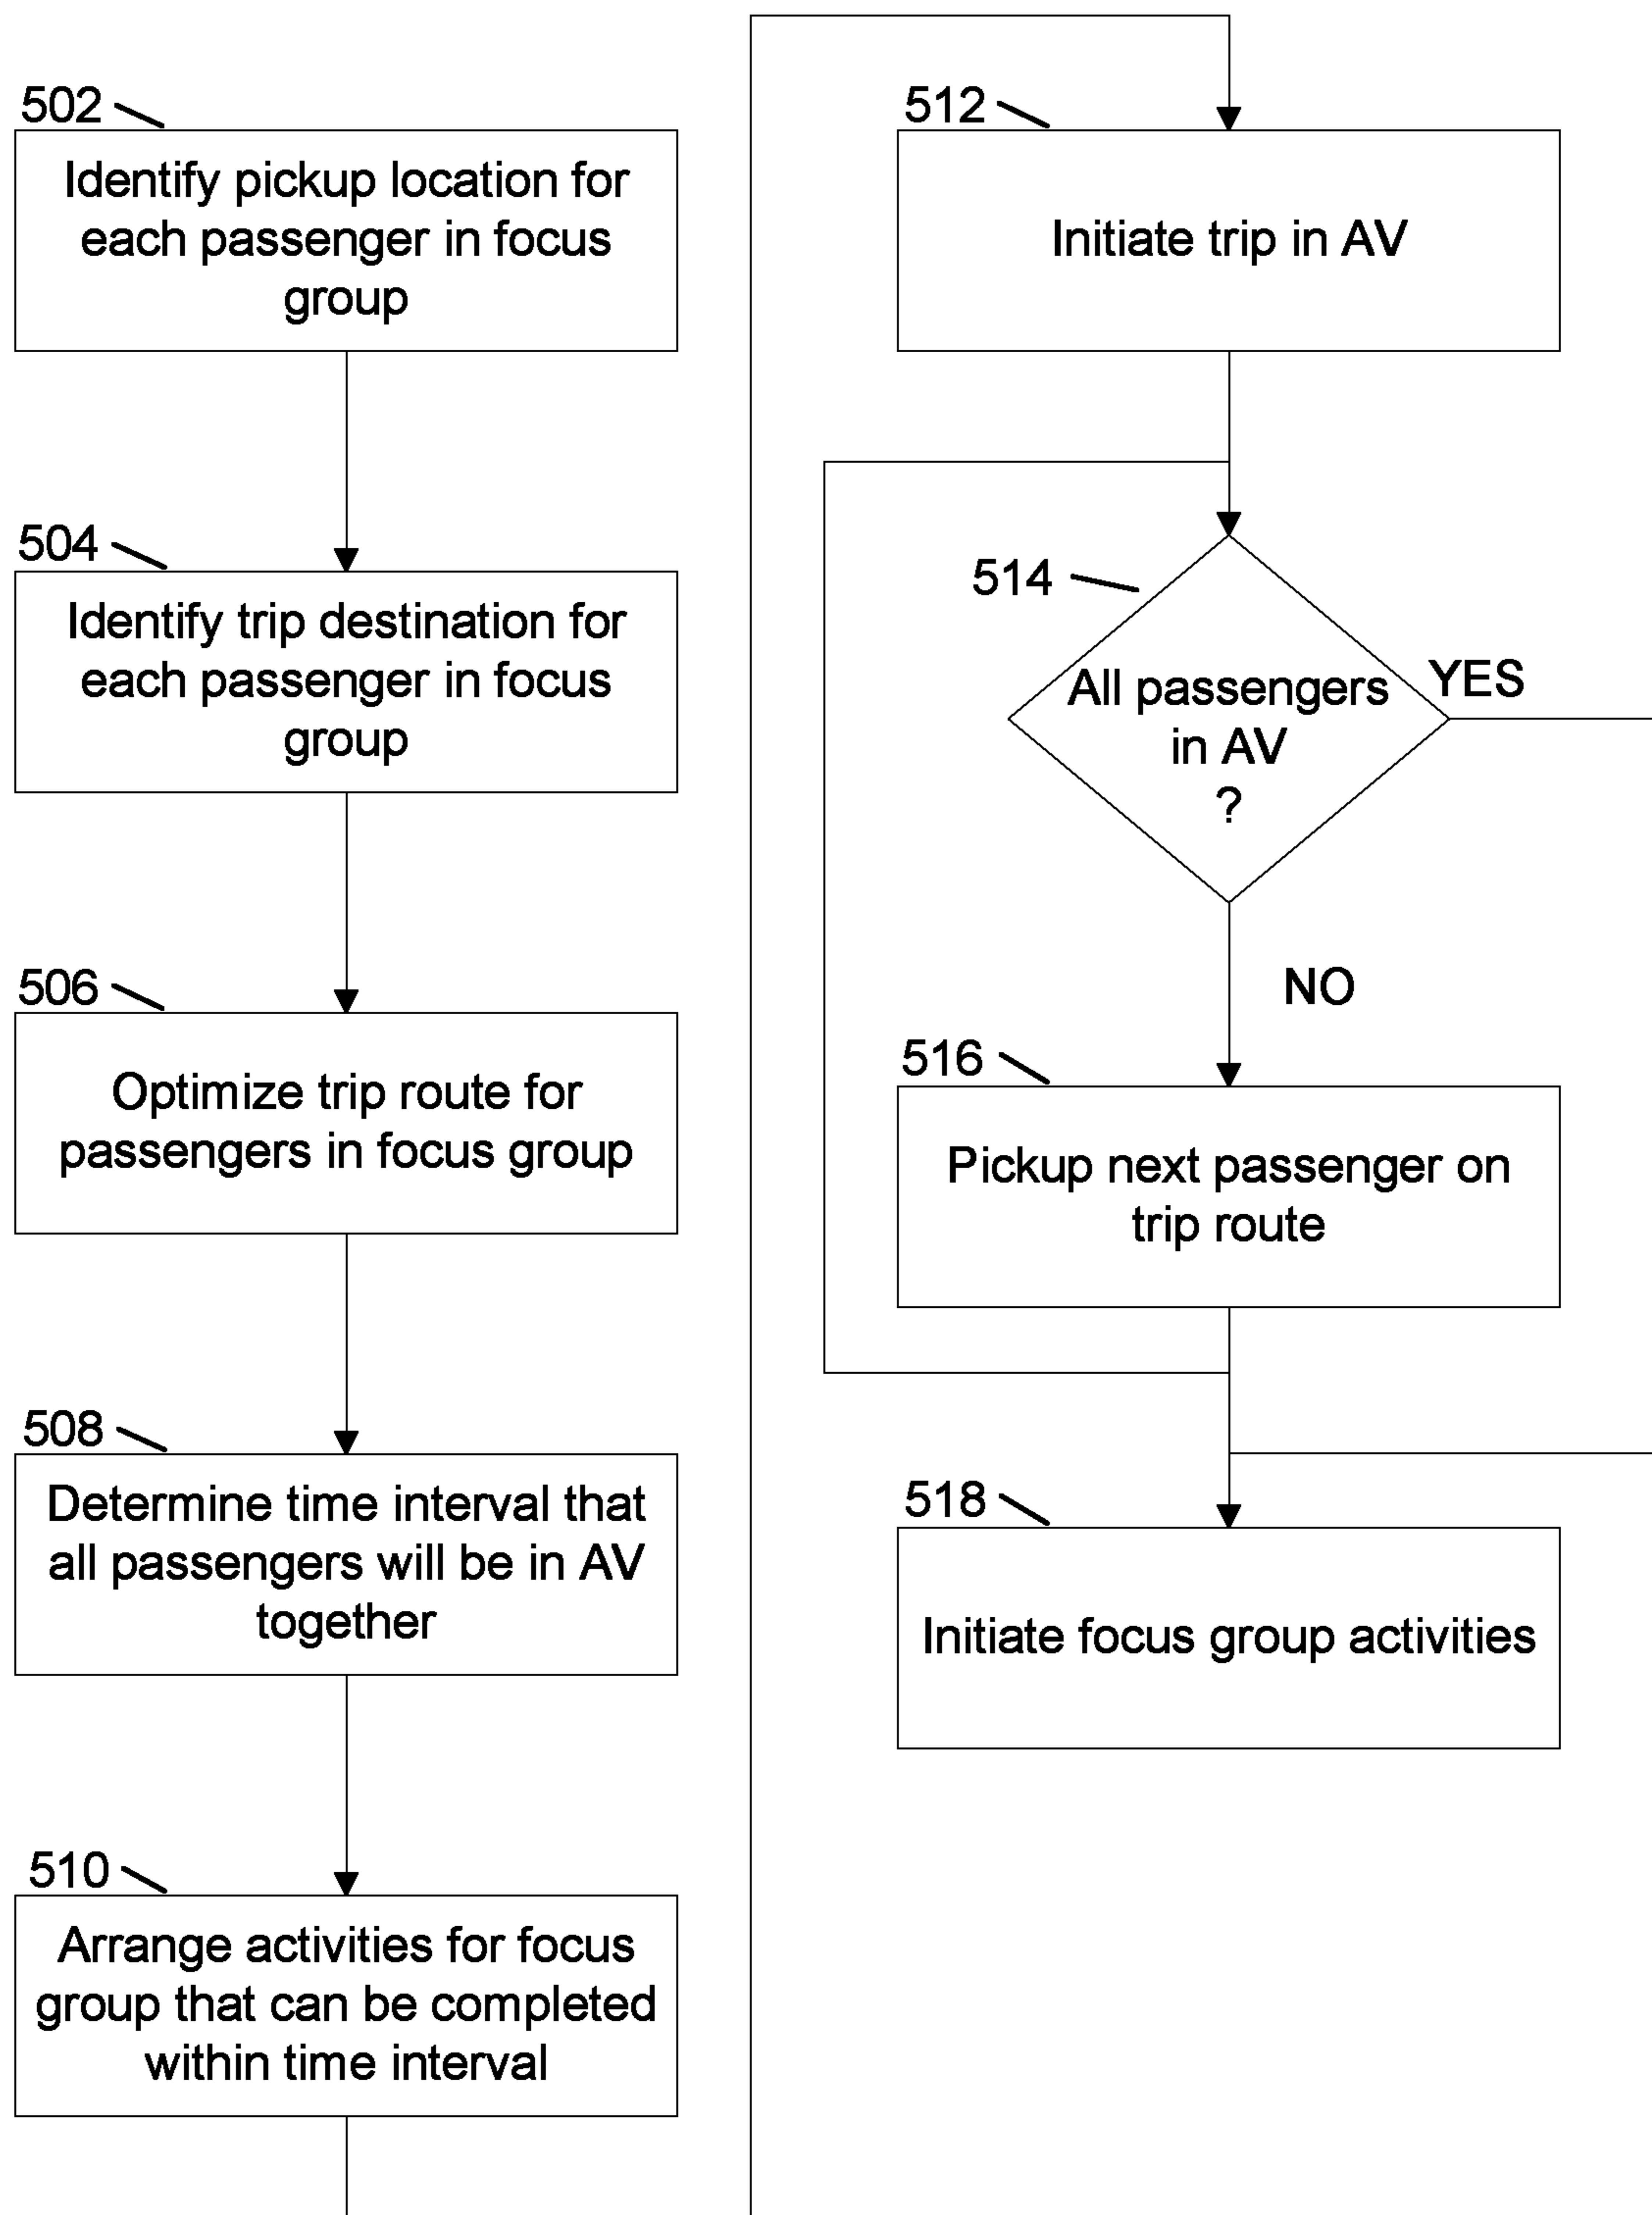 502
Identify pickup location for
each passenger in focus
group
504
Identify trip destination for
each passenger in focus
group
506
Optimize trip route for
passengers in focus group
508
Determine time interval that
all passengers will be in AV
together
510
Arrange activities for focus
group that can be completed
within time interval
512
Initiate trip in AV
514
All passengers
in AV
?
YES
NO
516
Pickup next passenger on
trip route
518
Initiate focus group activities